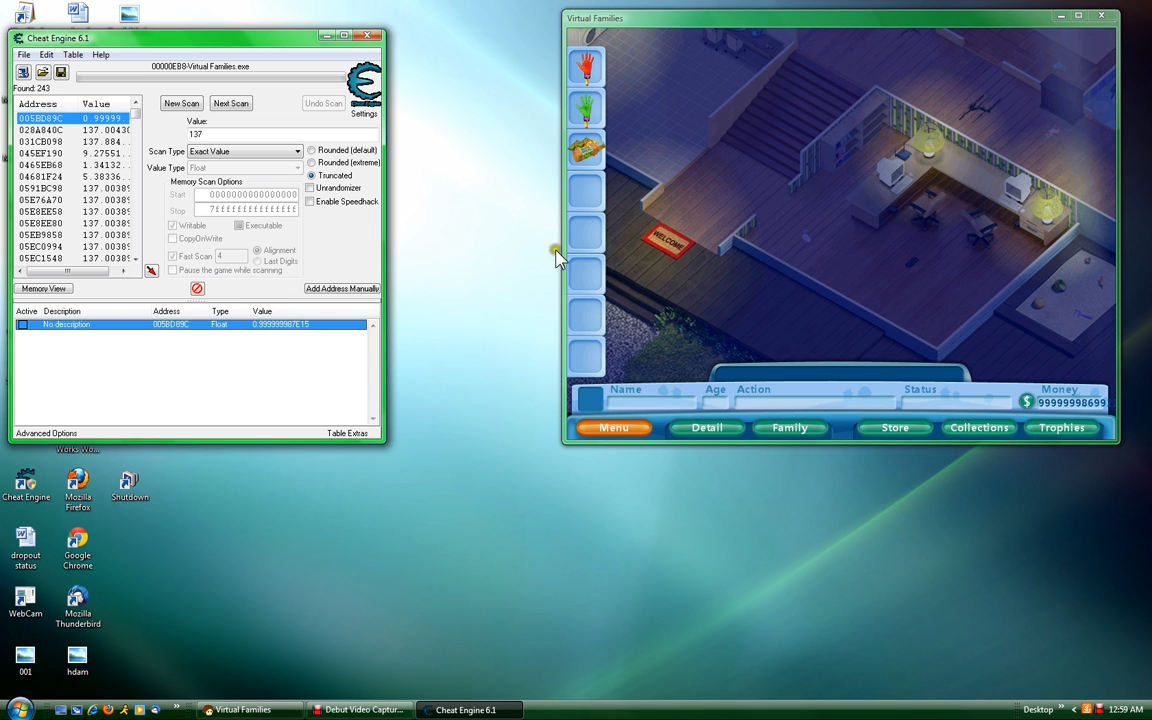 Cheat Engine 6.1
File Edit Table Help
00000EB8-Virtual Families.exe
Found: 243
Address Value
005BD89C 0.99999.
028A840C 137.0043(
031CB098 137.884..
045EF190 9.27551.
0465EB68 1.34132.
04681F24 5.38336.
0591BC98 137.0038
05E76A70 137.0038
05E8EE58 137.0038
05E8EE80 137.0038
05EB9858 137.0038
05EC0994 137.0038
05EC1548 137.0038
New Scan Next Scan Undo Scan
Settings
Value:
137
Scan Type Exact Value
Value Type Float
Rounded (default)
Rounded (extreme)
Truncated
Unrandomizer
Enable Speedhack
Memory Scan Options
Start 0000000000000000
Stop 7fffffffffffffff
Writable Executable
CopyOnWrite
Fast Scan 4 Alignment
Last Digits
Pause the game while scanning
Memory View Add Address Manually
Active Description Address Type Value
No description 005BD89C Float 0.999999987E15
Advanced Options Table Extras
Virtual Families
WELCOME
Name Age Action Status Money
$ 99999998699
Menu Detail Family Store Collections Trophies
Works Wo...
Cheat Engine
Mozilla Firefox
Shutdown
dropout status
Google Chrome
WebCam
Mozilla Thunderbird
001
hdam
Virtual Families Debut Video Captur... Cheat Engine 6.1 Desktop 12:59 AM